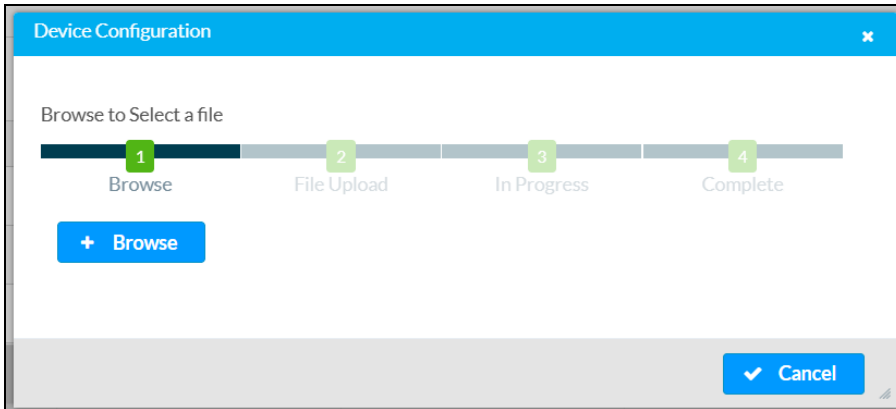 Device Configuration
Browse to Select a file
1 2 3 4
Browse File Upload In Progress Complete
Browse
Cancel